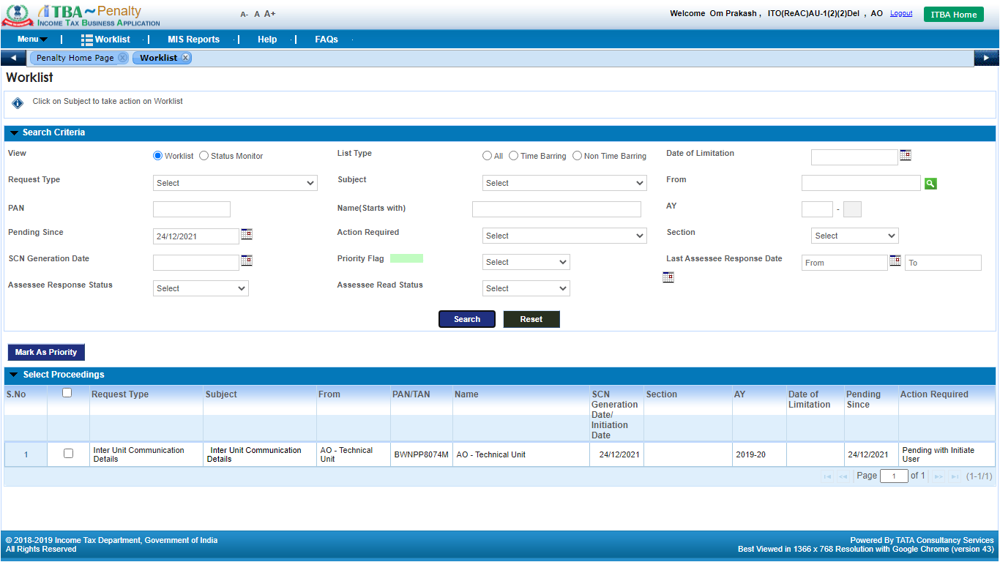 ITBA ~ Penalty A- A A+ Welcome Om Prakash , ITO(ReAC)AU-1(2)(2)Del , AO Logout ITBA Home
INCOME TAX BUSINESS APPLICATION
Menu | Worklist | MIS Reports | Help | FAQs
Penalty Home Page Worklist
Worklist
Click on Subject to take action on Worklist
Search Criteria
View Worklist Status Monitor List Type All Time Barring Non Time Barring Date of Limitation
Request Type Select Subject Select From
PAN Name(Starts with) AY -
Pending Since 24/12/2021 Action Required Select Section Select
SCN Generation Date Priority Flag Select Last Assessee Response Date From To
Assessee Response Status Select Assessee Read Status Select
Search Reset
Mark As Priority
Select Proceedings
S.No Request Type Subject From PAN/TAN Name SCN Section AY Date of Pending Action Required
Generation Limitation Since
Date/
Initiation
Date
1 Inter Unit Communication Inter Unit Communication AO - Technical BWNPP8074M AO - Technical Unit 24/12/2021 2019-20 24/12/2021 Pending with Initiate
Details Details Unit User
Page 1 of 1 (1-1/1)
© 2018-2019 Income Tax Department, Government of India Powered By TATA Consultancy Services
All Rights Reserved Best Viewed in 1366 x 768 Resolution with Google Chrome (version 43)